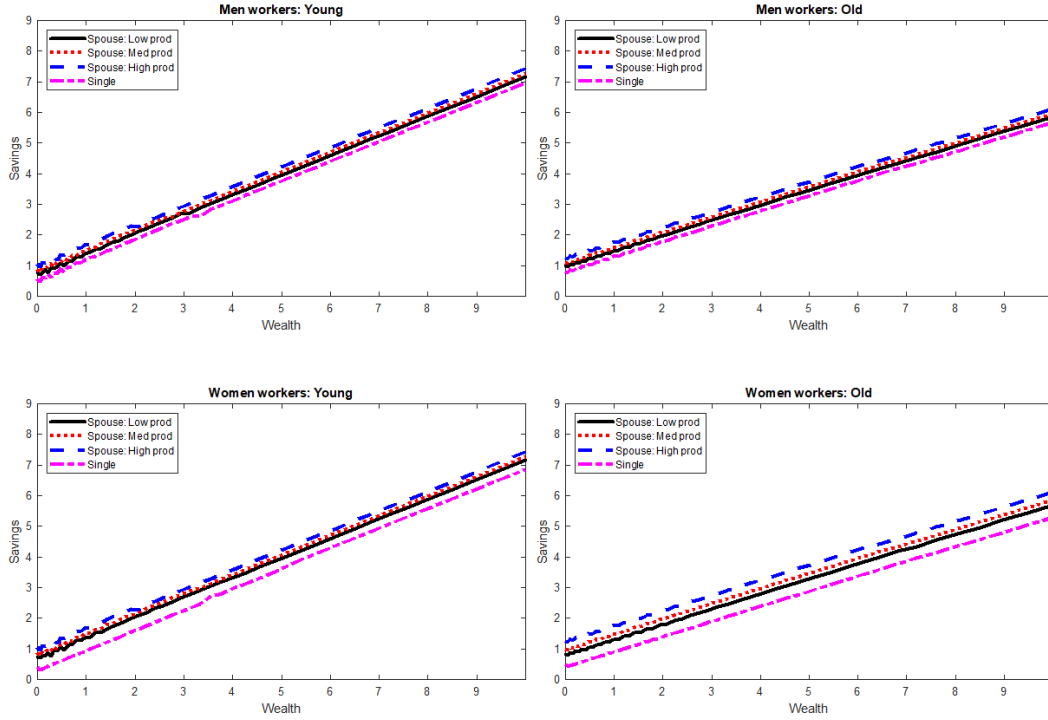 Men workers: Young
9
8
7
6
5
4
3
2
1
0
Savings
Spouse: Low prod
Spouse: Med prod
Spouse: High prod
Single
0 1 2 3 4 5 6 7 8 9
Wealth
Men workers: Old
9
8
7
6
5
4
3
2
1
0
Savings
Spouse: Low prod
Spouse: Med prod
Spouse: High prod
Single
0 1 2 3 4 5 6 7 8 9
Wealth
Women workers: Young
9
8
7
6
5
4
3
2
1
0
Savings
Spouse: Low prod
Spouse: Med prod
Spouse: High prod
Single
0 1 2 3 4 5 6 7 8 9
Wealth
Women workers: Old
9
8
7
6
5
4
3
2
1
0
Savings
Spouse: Low prod
Spouse: Med prod
Spouse: High prod
Single
0 1 2 3 4 5 6 7 8 9
Wealth